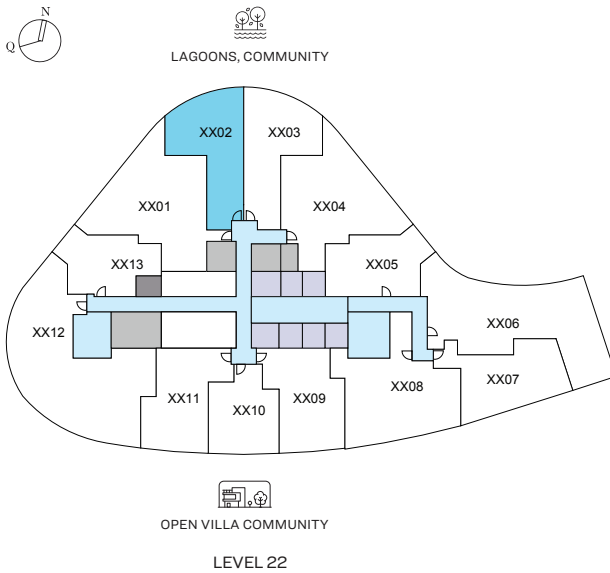 N
Q
LAGOONS, COMMUNITY
XX02
XX03
XX01
XX04
XX13
XX05
XX12
XX06
XX08
XX07
XX11
XX10
XX09
OPEN VILLA COMMUNITY
LEVEL 22